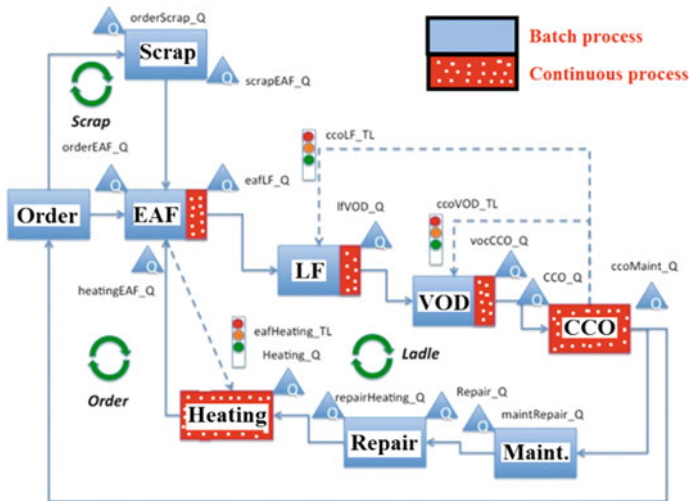 orderScrap_Q
Q
Scrap
Q
scrapEAF_Q
Batch process
Continuous process
Scrap
ccoLF_TL
orderEAF_Q
Q
eafLF_Q
Q
Order
EAF
ccoVOD_TL
lfVOD_Q
Q
vocCCO_Q
Q
CCO_Q
Q
ccoMaint_Q
Q
LF
VOD
CCO
heatingEAF_Q
Q
eafHeating_TL
Heating_Q
Q
Ladle
Order
Heating
repairHeating_Q
Q
Repair_Q
Q
maintRepair_Q
Q
Repair
Maint.